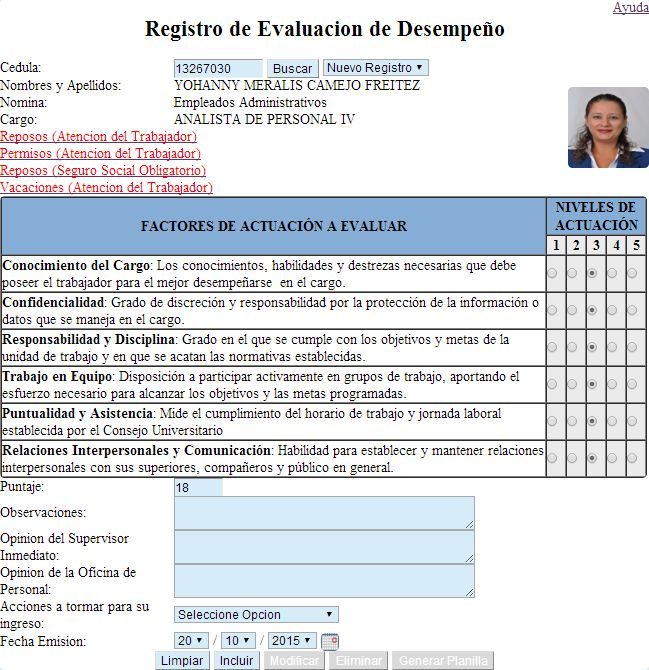 Ayuda
Registro de Evaluacion de Desempeño
Cedula: 13267030 Buscar Nuevo Registro
Nombres y Apellidos: YOHANNY MERALIS CAMEJO FREITEZ
Nomina: Empleados Administrativos
Cargo: ANALISTA DE PERSONAL IV
Reposos (Atencion del Trabajador)
Permisos (Atencion del Trabajador)
Reposos (Seguro Social Obligatorio)
Vacaciones (Atencion del Trabajador)
FACTORES DE ACTUACIÓN A EVALUAR
NIVELES DE
ACTUACIÓN
1 2 3 4 5
Conocimiento del Cargo: Los conocimientos, habilidades y destrezas necesarias que debe
poseer el trabajador para el mejor desempeñarse en el cargo.
Confidencialidad: Grado de discreción y responsabilidad por la protección de la información o
datos que se maneja en el cargo.
Responsabilidad y Disciplina: Grado en el que se cumple con los objetivos y metas de la
unidad de trabajo y en que se acatan las normativas establecidas.
Trabajo en Equipo: Disposición a participar activamente en grupos de trabajo, aportando el
esfuerzo necesario para alcanzar los objetivos y las metas programadas.
Puntualidad y Asistencia: Mide el cumplimiento del horario de trabajo y jornada laboral
establecida por el Consejo Universitario
Relaciones Interpersonales y Comunicación: Habilidad para establecer y mantener relaciones
interpersonales con sus superiores, compañeros y público en general.
Puntaje: 18
Observaciones:
Opinion del Supervisor
Inmediato:
Opinion de la Oficina de
Personal:
Acciones a tormar para su
ingreso: Seleccione Opcion
Fecha Emision: 20 / 10 / 2015
Limpiar Incluir Modificar Eliminar Generar Planilla